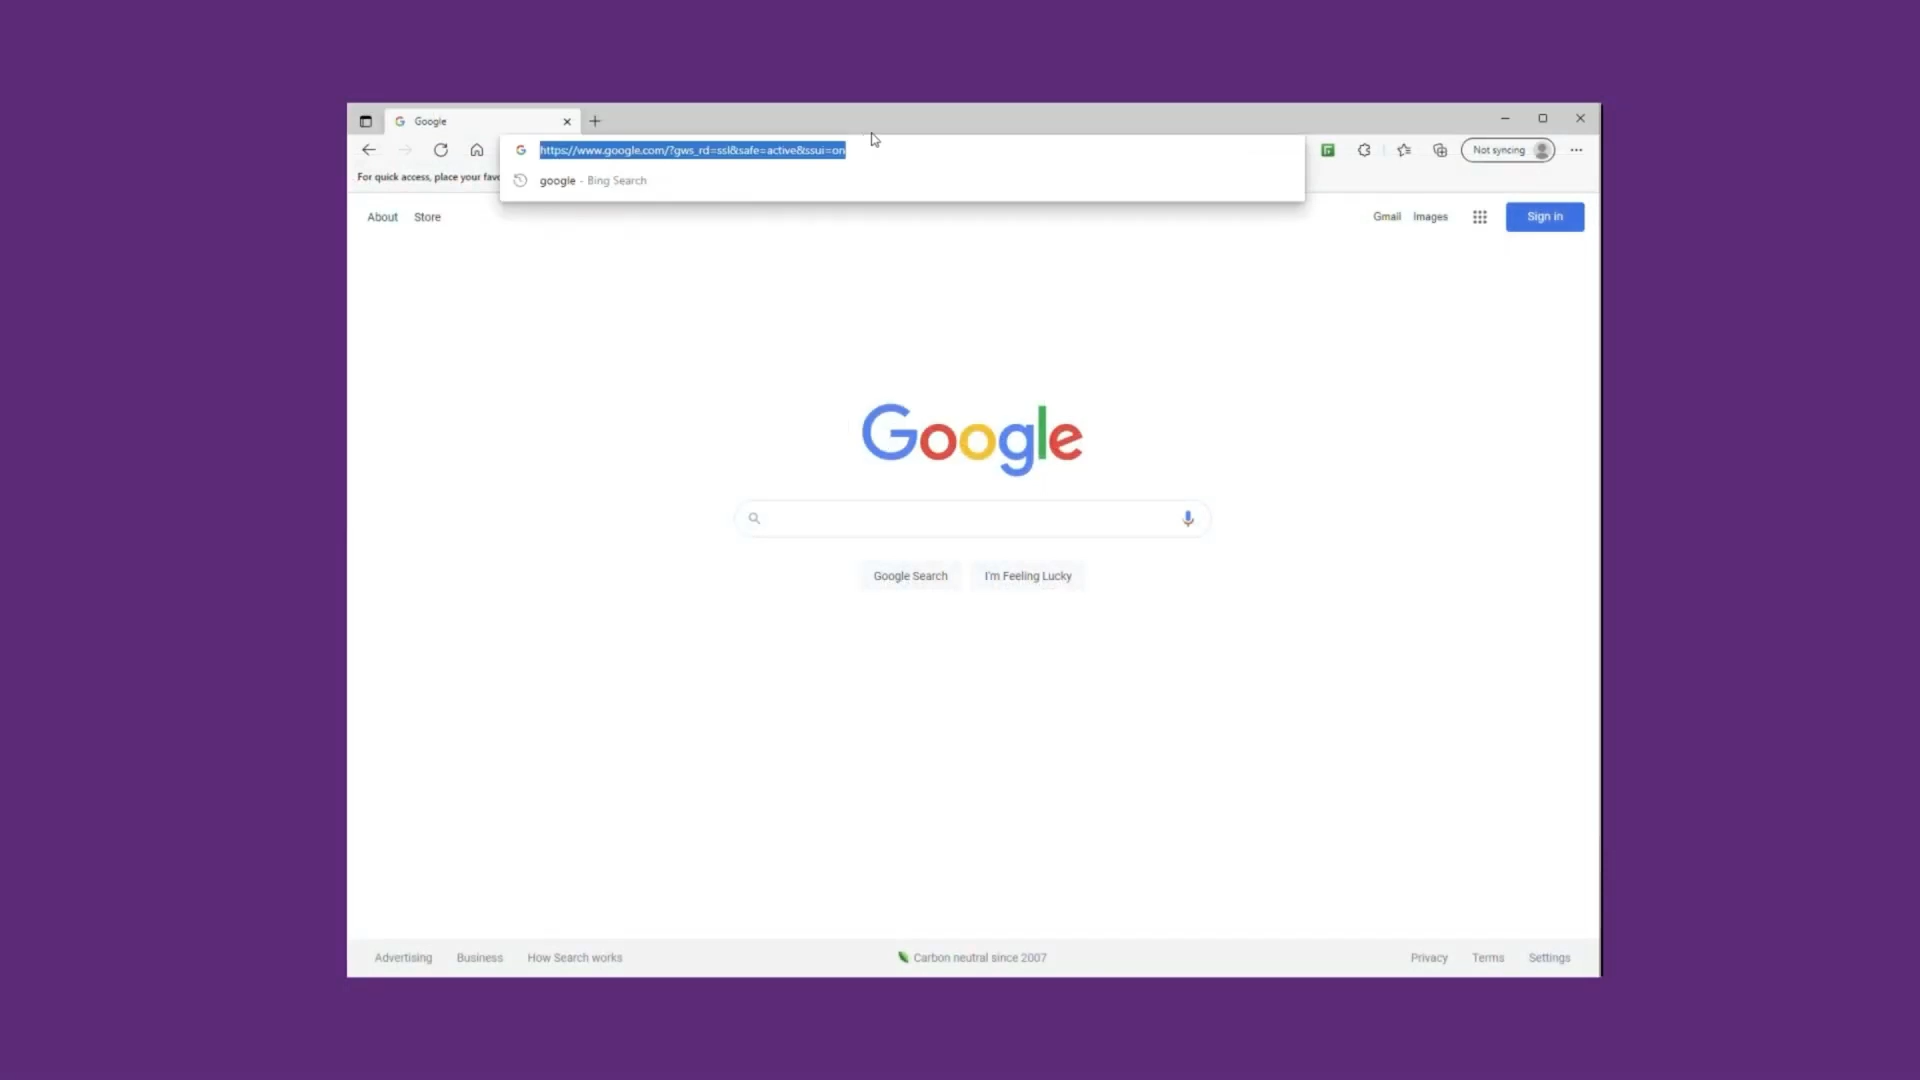 Google
https://www.google.com/?gws_rd=ssl&safe=active&ssui=on
Not syncing
google - Bing Search
For quick access, place your fav
About Store
Gmail Images Sign in
Google
Google Search I'm Feeling Lucky
Advertising Business How Search works
Carbon neutral since 2007
Privacy Terms Settings